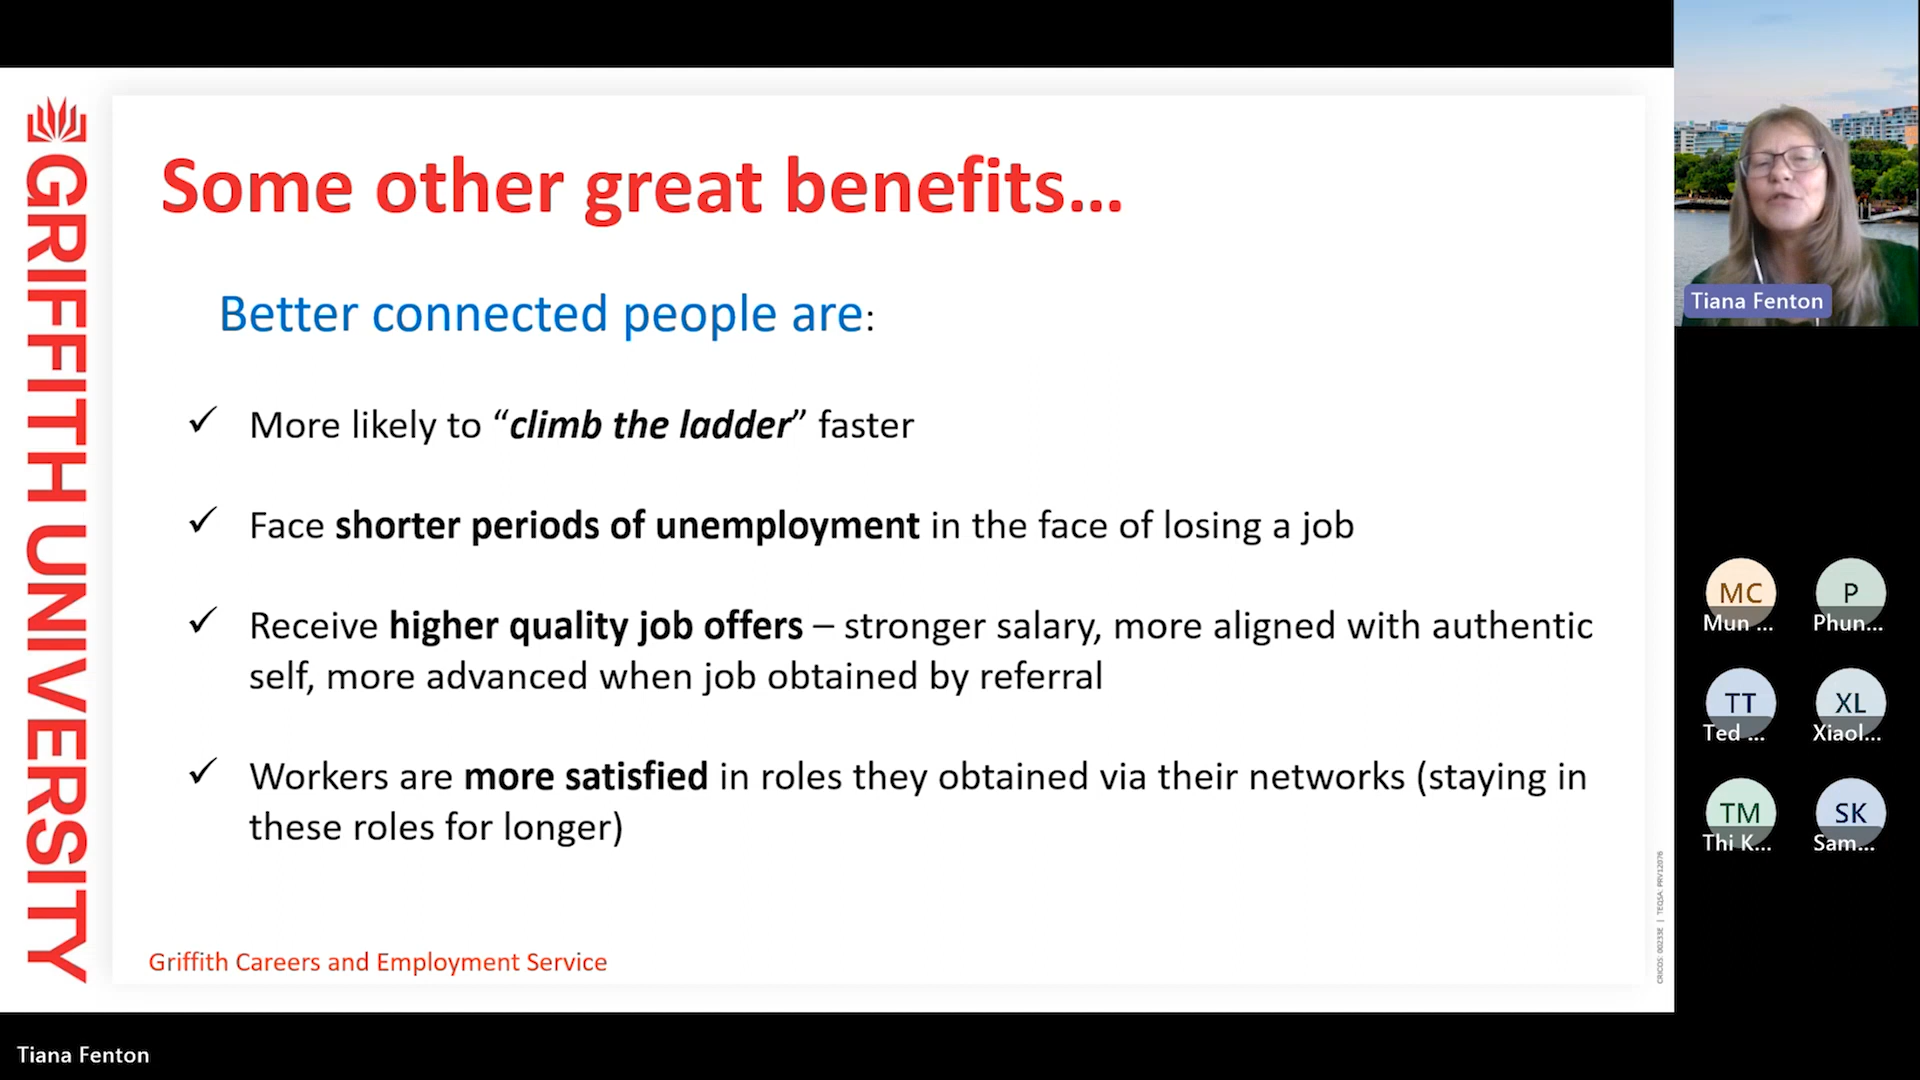 GRIFFITH UNIVERSITY
Some other great benefits...
Better connected people are:
✓ More likely to “climb the ladder” faster
✓ Face shorter periods of unemployment in the face of losing a job
✓ Receive higher quality job offers – stronger salary, more aligned with authentic
self, more advanced when job obtained by referral
✓ Workers are more satisfied in roles they obtained via their networks (staying in
these roles for longer)
Griffith Careers and Employment Service
CRICOS: 00233E | TEQSA: PRV12076
Tiana Fenton
MC
Mun ...
P
Phun...
TT
Ted ...
XL
Xiaol...
TM
Thi K...
SK
Sam...
Tiana Fenton